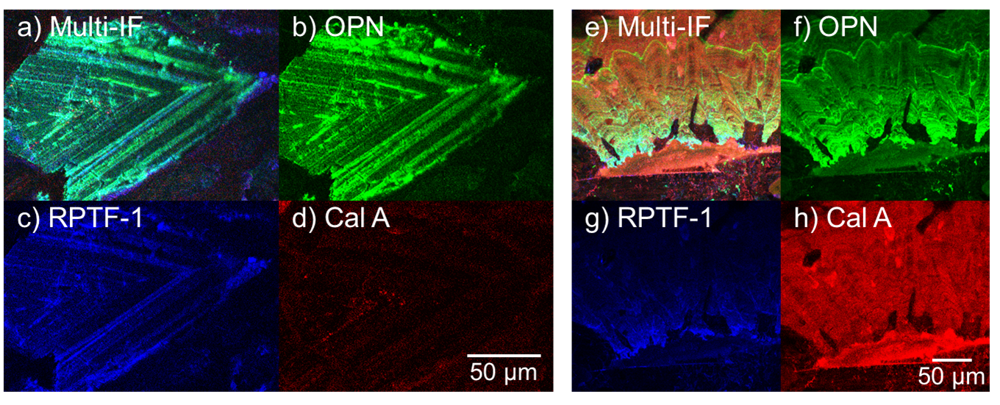 a) Multi-IF
b) OPN
c) RPTF-1
d) Cal A
50 µm
e) Multi-IF
f) OPN
g) RPTF-1
h) Cal A
50 µm